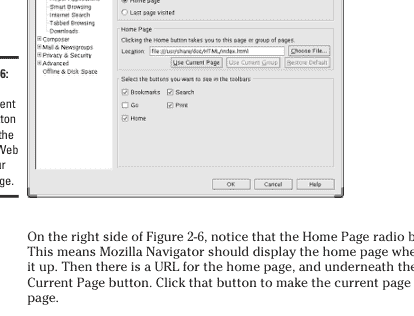 Home page
Smart Browsing
Last page visited
Internet Search
Tabbed Browsing
Downloads
Composer
Mail & Newsgroups
Privacy & Security
Advanced
Offline & Disk Space
Home Page
Clicking the Home button takes you to this page or group of pages.
Location: file:///usr/share/doc/HTML/index.html Choose File...
Use Current Page Use Current Group Restore Default
Select the buttons you want to see in the toolbars
Bookmarks Search
Go Print
Home
OK Cancel Help
6:
ent
ton
the
Web
ur
ge.
On the right side of Figure 2-6, notice that the Home Page radio b
This means Mozilla Navigator should display the home page whe
it up. Then there is a URL for the home page, and underneath the
Current Page button. Click that button to make the current page
page.